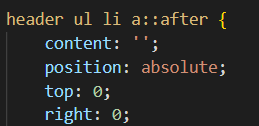 header ul li a::after {
content: '';
position: absolute;
top: 0;
right: 0;